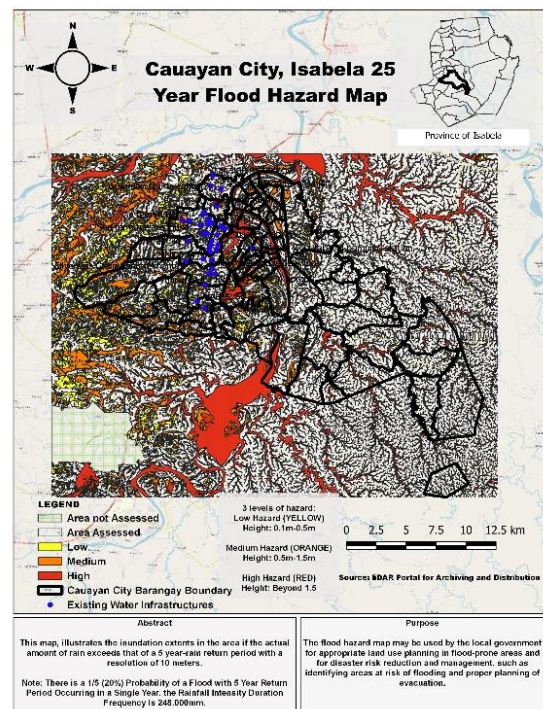 N
W E
S
Cauayan City, Isabela 25
Year Flood Hazard Map
Province of Isabela
LEGEND
Area not Assessed
Area Assessed
Low
Medium
High
Cauayan City Barangay Boundary
Existing Water Infrastructures
3 levels of hazard:
Low Hazard (YELLOW)
Height: 0.1m-0.5m
Medium Hazard (ORANGE)
Height: 0.5m-1.5m
High Hazard (RED)
Height: Beyond 1.5
0 2.5 5 7.5 10 12.5 km
Source: LiDAR Portal for Archiving and Distribution
Abstract
This map, illustrates the inundation extents in the area if the actual
amount of rain exceeds that of a 5 year-rain return period with a
resolution of 10 meters.
Note: There is a 1/5 (20%) Probability of a Flood with 5 Year Return
Period Occurring in a Single Year. the Rainfall Intensity Duration
Frequency is 248.000mm.
Purpose
The flood hazard map may be used by the local government
for appropriate land use planning in flood-prone areas and
for disaster risk reduction and management, such as
identifying areas at risk of flooding and proper planning of
evacuation.